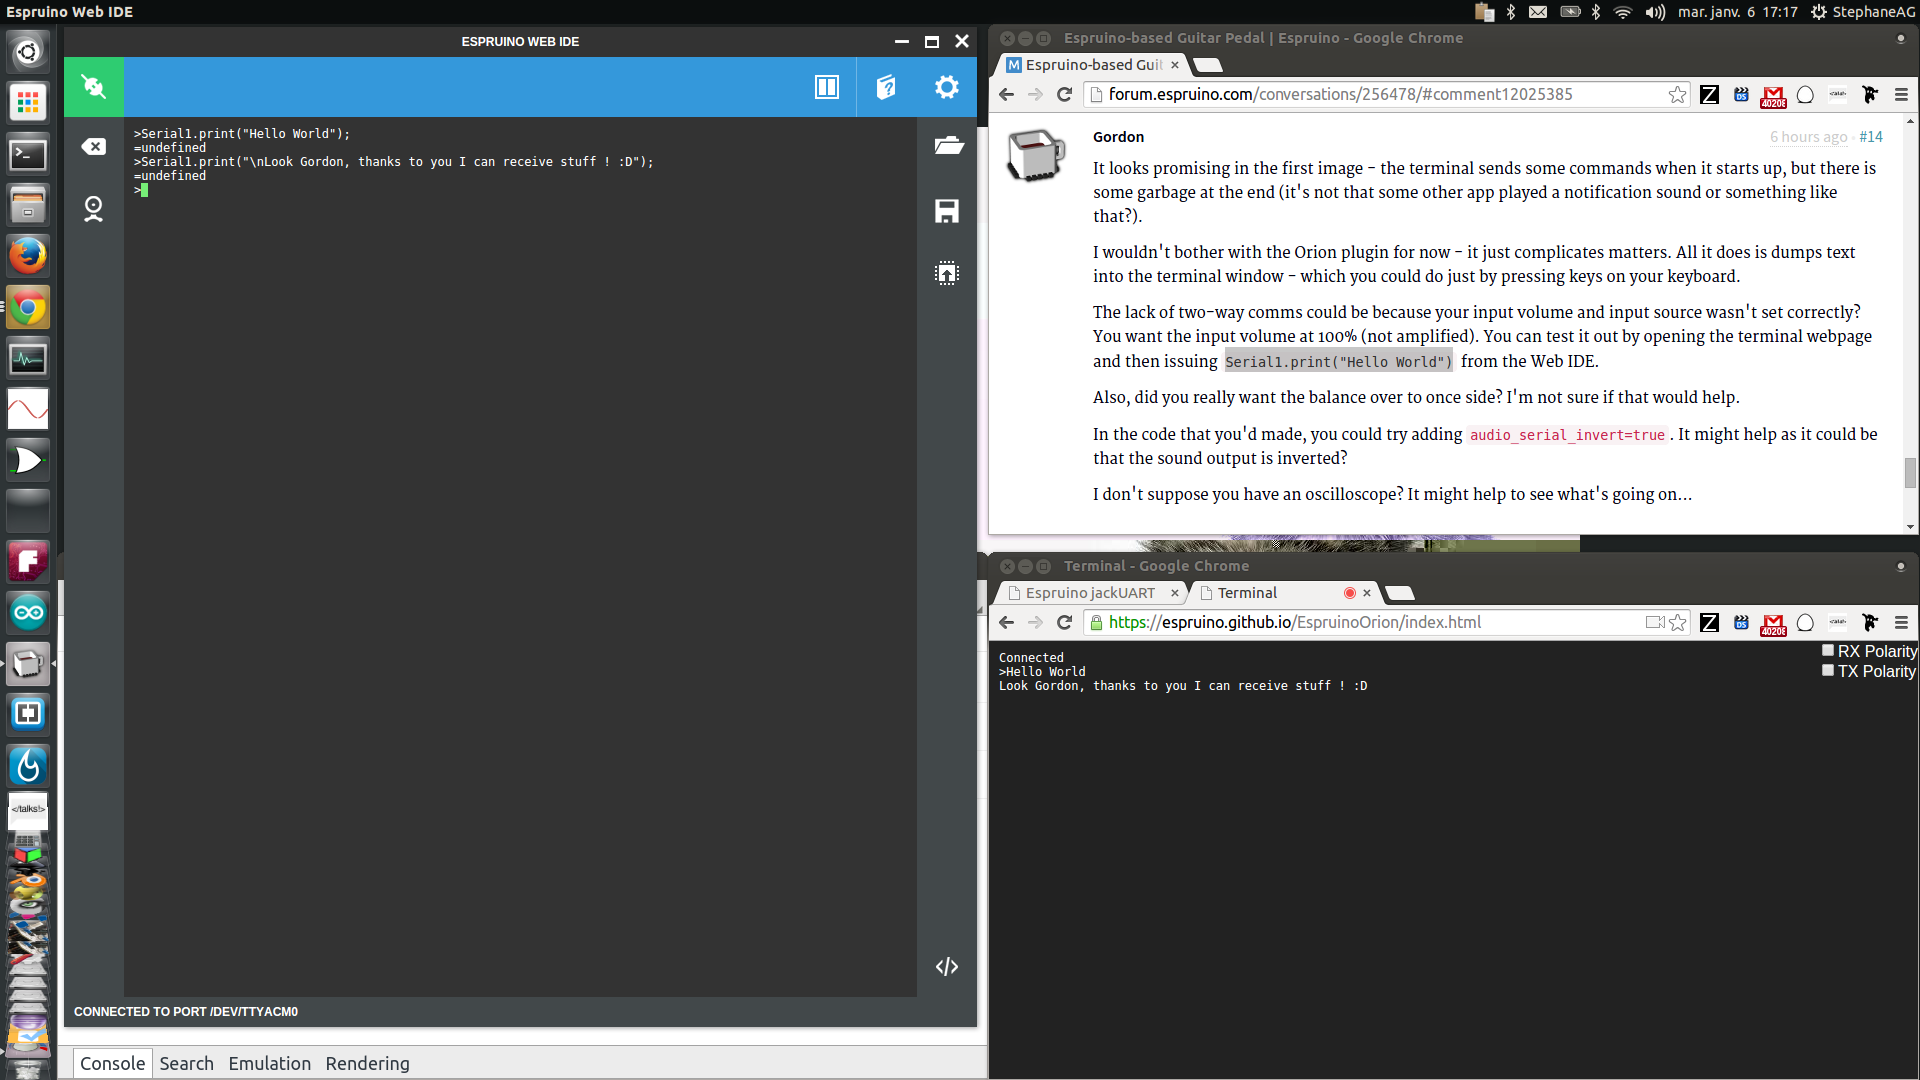 Espruino Web IDE
mar. janv. 6 17:17 StephaneAG
ESPRUINO WEB IDE
>Serial1.print("Hello World");
=undefined
>Serial1.print("\nLook Gordon, thanks to you I can receive stuff ! :D");
=undefined
>
CONNECTED TO PORT /DEV/TTYACM0
Console Search Emulation Rendering
</talks!>
Espruino-based Guitar Pedal | Espruino - Google Chrome
M Espruino-based Guit
forum.espruino.com/conversations/256478/#comment12025385
Z DS 40208
Gordon 6 hours ago · #14
It looks promising in the first image - the terminal sends some commands when it starts up, but there is
some garbage at the end (it's not that some other app played a notification sound or something like
that?).
I wouldn't bother with the Orion plugin for now - it just complicates matters. All it does is dumps text
into the terminal window - which you could do just by pressing keys on your keyboard.
The lack of two-way comms could be because your input volume and input source wasn't set correctly?
You want the input volume at 100% (not amplified). You can test it out by opening the terminal webpage
and then issuing Serial1.print("Hello World") from the Web IDE.
Also, did you really want the balance over to once side? I'm not sure if that would help.
In the code that you'd made, you could try adding audio_serial_invert=true. It might help as it could be
that the sound output is inverted?
I don't suppose you have an oscilloscope? It might help to see what's going on...
Terminal - Google Chrome
Espruino jackUART Terminal
https://espruino.github.io/EspruinoOrion/index.html
Z DS 40208
Connected
>Hello World
Look Gordon, thanks to you I can receive stuff ! :D
RX Polarity
TX Polarity